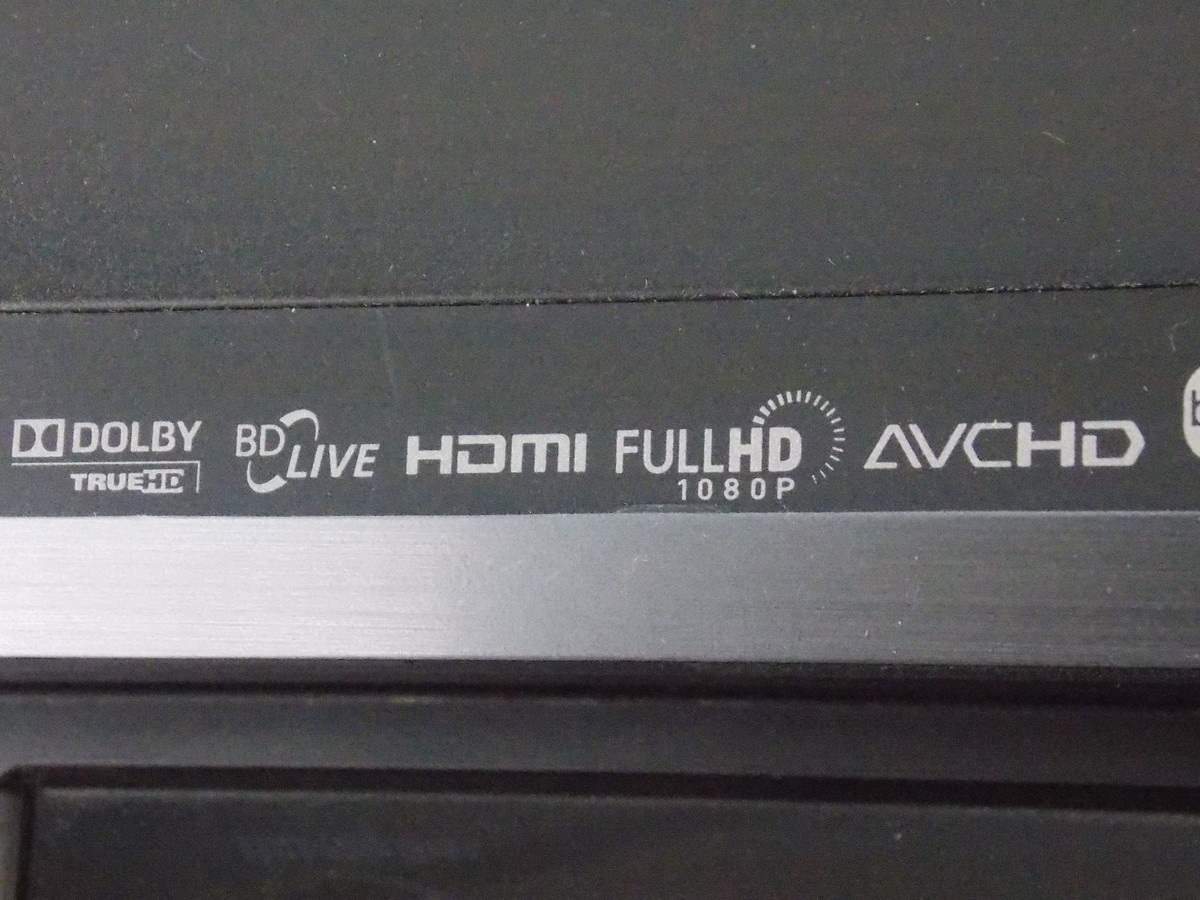 DOLBY TRUEHD
BD LIVE
HDMI
FULLHD 1080P
AVCHD